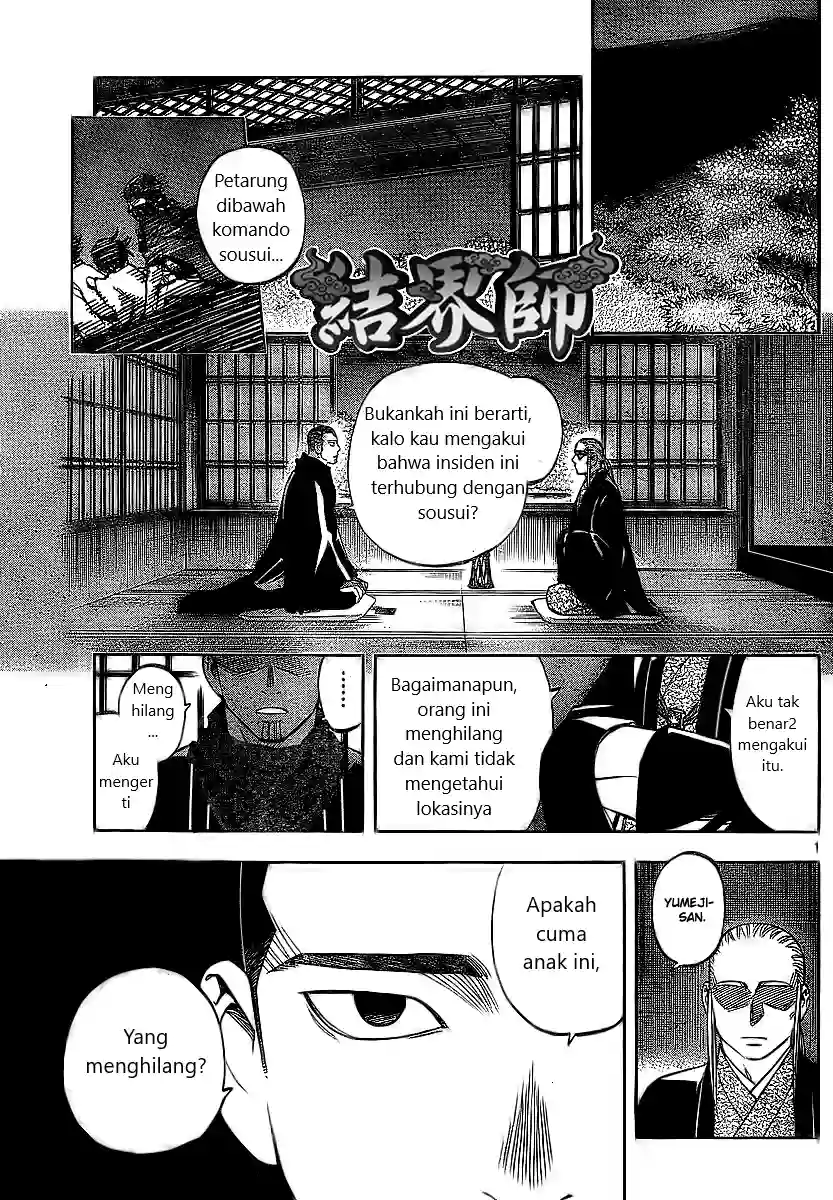 Petarung
dibawah
komando
sousui...
結界師
Bukankah ini berarti,
kalo kau mengakui
bahwa insiden ini
terhubung dengan
sousui?
Aku tak
benar2
mengakui
itu.
Bagaimanapun,
orang ini
menghilang
dan kami tidak
mengetahui
lokasinya
......
Meng
hilang
...
Aku
menger
ti
1
YUMEJI-
SAN.
Apakah
cuma
anak ini,
Yang
menghilang?